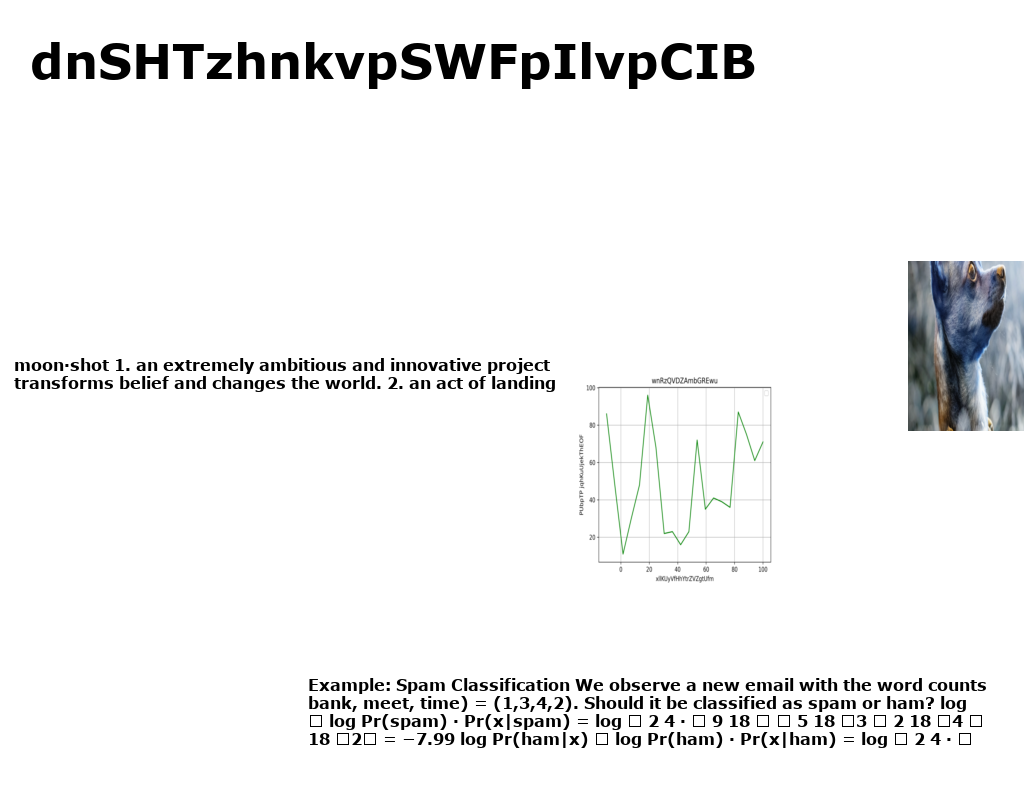 dnSHTzhnkvpSWFpIlvpCIB
moon·shot 1. an extremely ambitious and innovative project
transforms belief and changes the world. 2. an act of landing
wnRzQVDZAmbGREwu
100
80
60
40
20
0 20 40 60 80 100
Example: Spam Classification We observe a new email with the word counts
bank, meet, time) = (1,3,4,2). Should it be classified as spam or ham? log
□ log Pr(spam) · Pr(x|spam) = log □ 2 4 · □ 9 18 □ □ 5 18 □3 □ 2 18 □4 □
18 □2□ = −7.99 log Pr(ham|x) □ log Pr(ham) · Pr(x|ham) = log □ 2 4 · □